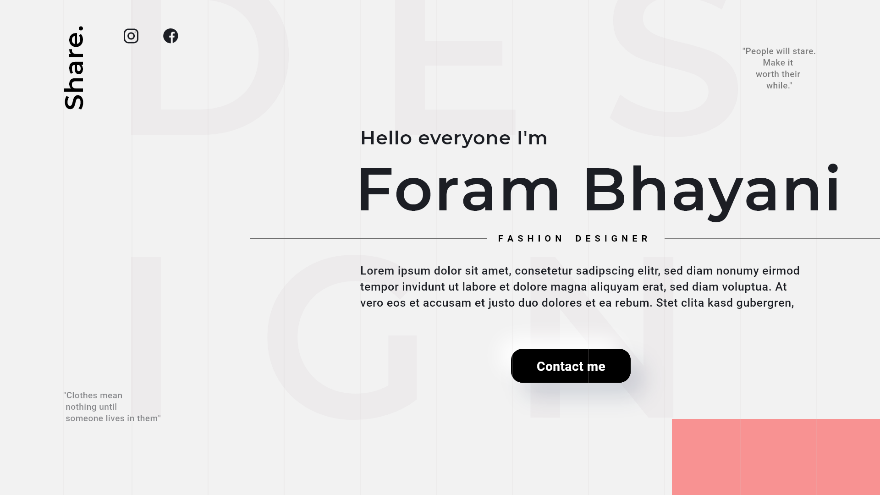 Share.
"People will stare.
Make it
worth their
while."
DES
IGN
Hello everyone I'm
Foram Bhayani
FASHION DESIGNER
Lorem ipsum dolor sit amet, consetetur sadipscing elitr, sed diam nonumy eirmod
tempor invidunt ut labore et dolore magna aliquyam erat, sed diam voluptua. At
vero eos et accusam et justo duo dolores et ea rebum. Stet clita kasd gubergren,
Contact me
"Clothes mean
nothing until
someone lives in them"